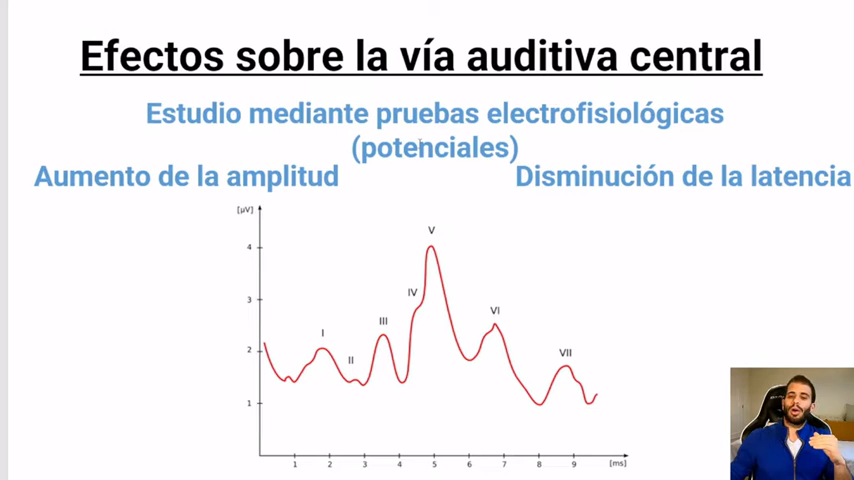 Efectos sobre la vía auditiva central
Estudio mediante pruebas electrofisiológicas
(potenciales)
Aumento de la amplitud
Disminución de la latencia
[µV]
V
4
IV
3
III
VI
I
2
II
VII
1
1 2 3 4 5 6 7 8 9 [ms]